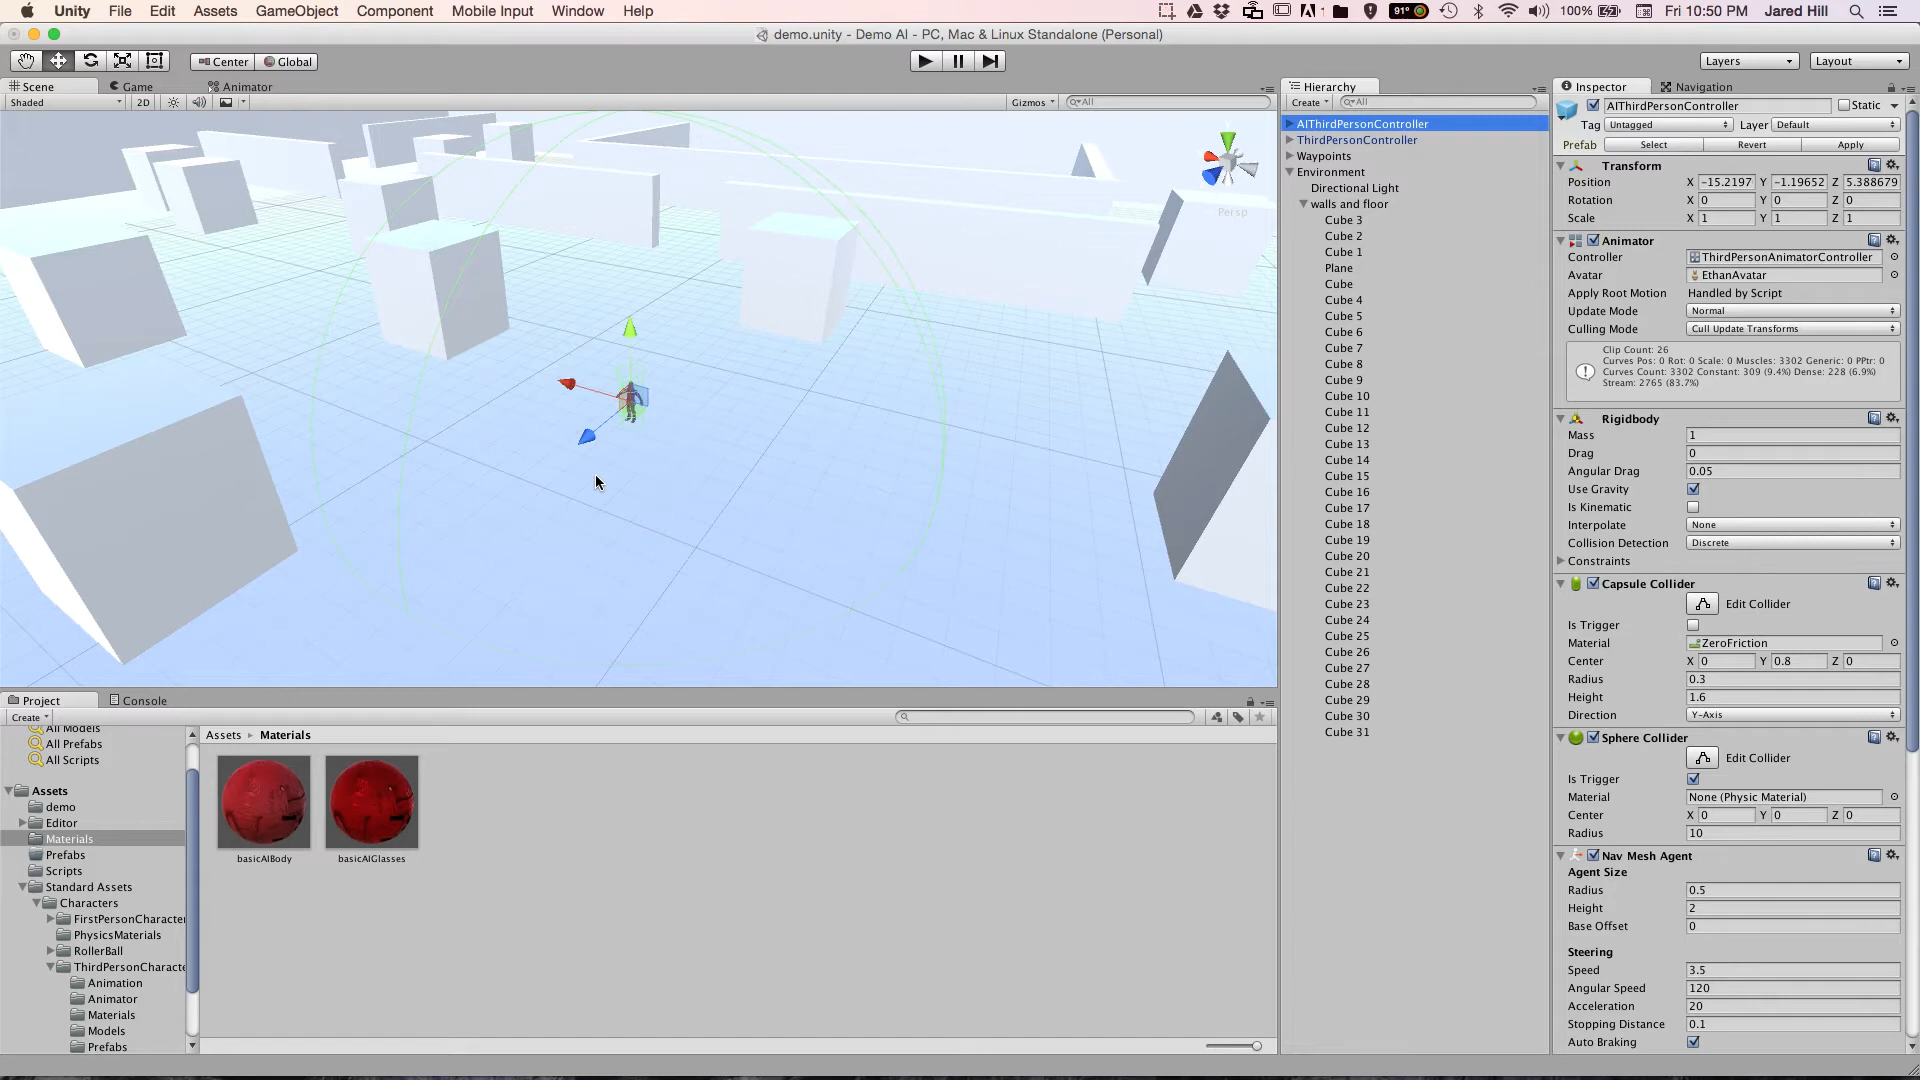 Unity File Edit Assets GameObject Component Mobile Input Window Help 91° 100% Fri 10:50 PM Jared Hill
demo.unity - Demo AI - PC, Mac & Linux Standalone (Personal)
Center Global Layers Layout
Scene Game Animator
Shaded 2D Gizmos All
Persp
Project Console
Create
All Models
All Prefabs
All Scripts
Assets
demo
Editor
Materials
Prefabs
Scripts
Standard Assets
Characters
FirstPersonCharacter
PhysicsMaterials
RollerBall
ThirdPersonCharacte
Animation
Animator
Materials
Models
Prefabs
Assets Materials
basicAIBody basicAIGlasses
Hierarchy
Create All
AIThirdPersonController
ThirdPersonController
Waypoints
Environment
Directional Light
walls and floor
Cube 3
Cube 2
Cube 1
Plane
Cube
Cube 4
Cube 5
Cube 6
Cube 7
Cube 8
Cube 9
Cube 10
Cube 11
Cube 12
Cube 13
Cube 14
Cube 15
Cube 16
Cube 17
Cube 18
Cube 19
Cube 20
Cube 21
Cube 22
Cube 23
Cube 24
Cube 25
Cube 26
Cube 27
Cube 28
Cube 29
Cube 30
Cube 31
Inspector Navigation
AIThirdPersonController Static
Tag Untagged Layer Default
Prefab Select Revert Apply
Transform
Position X -15.2197 Y -1.19652 Z 5.388679
Rotation X 0 Y 0 Z 0
Scale X 1 Y 1 Z 1
Animator
Controller ThirdPersonAnimatorController
Avatar EthanAvatar
Apply Root Motion Handled by Script
Update Mode Normal
Culling Mode Cull Update Transforms
Clip Count: 26
Curves Pos: 0 Rot: 0 Scale: 0 Muscles: 3302 Generic: 0 PPtr: 0
Curves Count: 3302 Constant: 309 (9.4%) Dense: 228 (6.9%)
Stream: 2765 (83.7%)
Rigidbody
Mass 1
Drag 0
Angular Drag 0.05
Use Gravity
Is Kinematic
Interpolate None
Collision Detection Discrete
Constraints
Capsule Collider
Edit Collider
Is Trigger
Material ZeroFriction
Center X 0 Y 0.8 Z 0
Radius 0.3
Height 1.6
Direction Y-Axis
Sphere Collider
Edit Collider
Is Trigger
Material None (Physic Material)
Center X 0 Y 0 Z 0
Radius 10
Nav Mesh Agent
Agent Size
Radius 0.5
Height 2
Base Offset 0
Steering
Speed 3.5
Angular Speed 120
Acceleration 20
Stopping Distance 0.1
Auto Braking